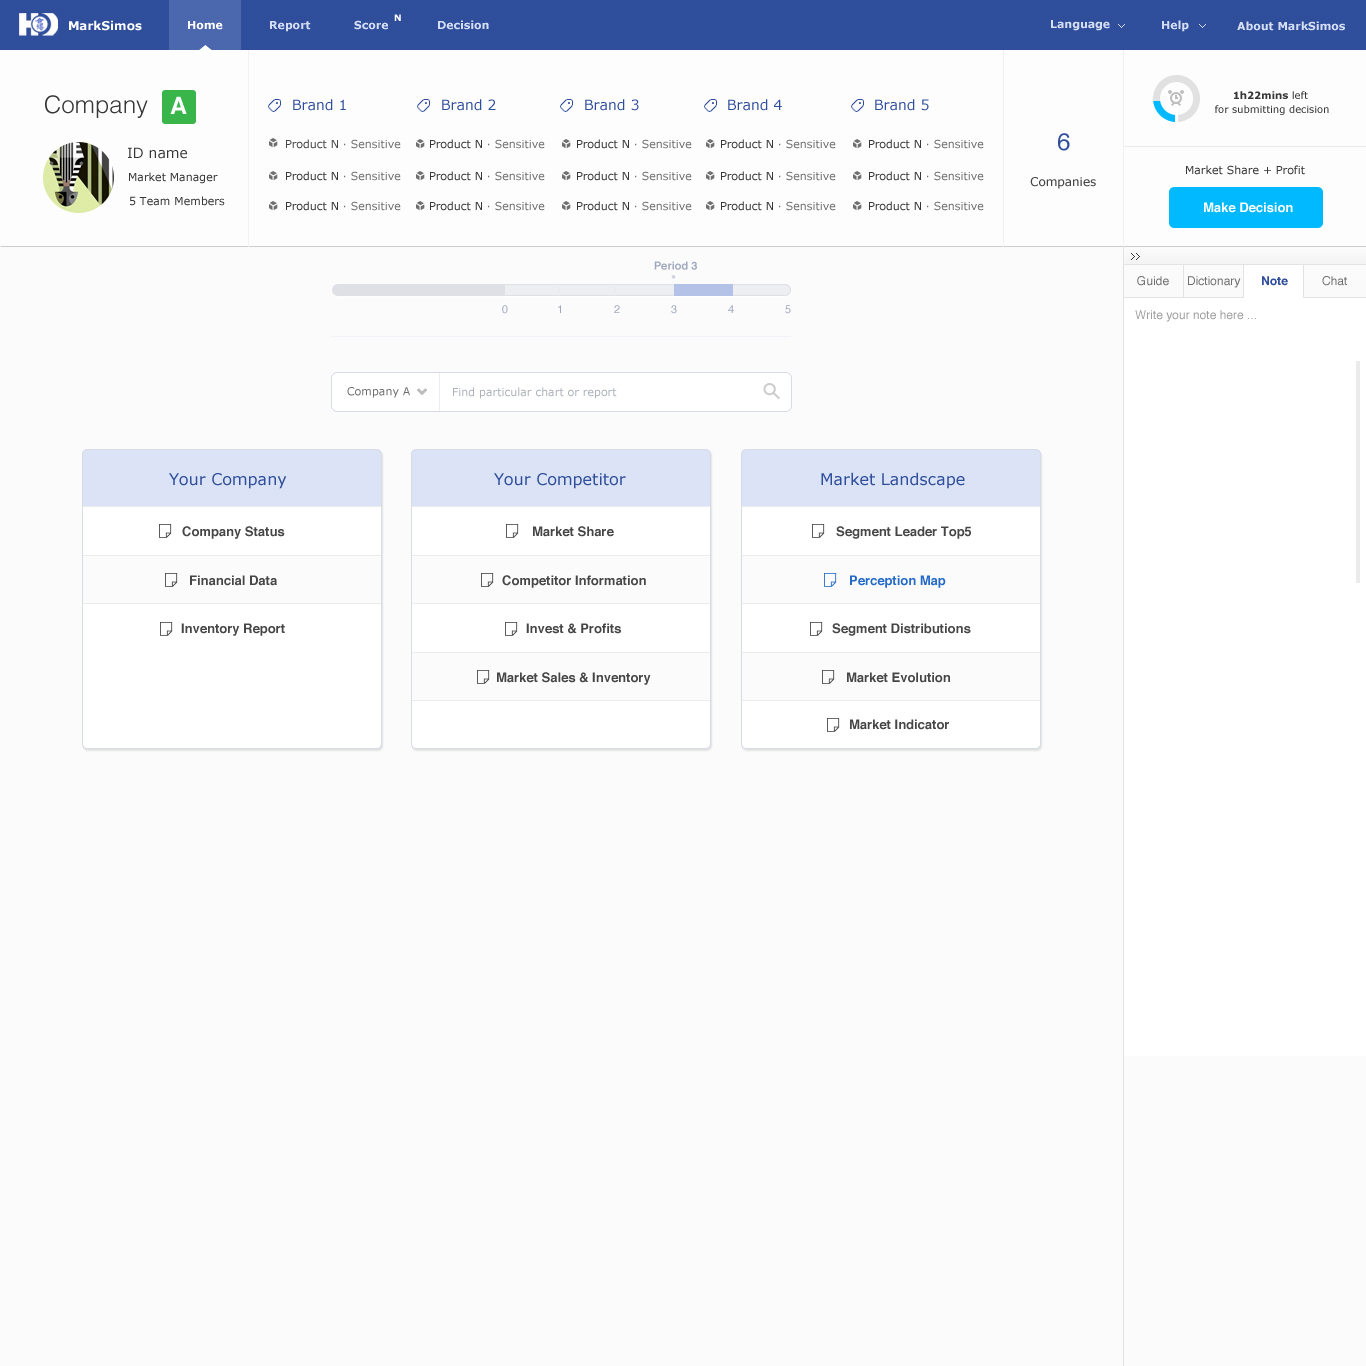 MarkSimos
Home
Report
Score N
Decision
Language
Help
About MarkSimos
Company A
ID name
Market Manager
5 Team Members
Brand 1
Product N · Sensitive
Product N · Sensitive
Product N · Sensitive
Brand 2
Product N · Sensitive
Product N · Sensitive
Product N · Sensitive
Brand 3
Product N · Sensitive
Product N · Sensitive
Product N · Sensitive
Brand 4
Product N · Sensitive
Product N · Sensitive
Product N · Sensitive
Brand 5
Product N · Sensitive
Product N · Sensitive
Product N · Sensitive
6
Companies
1h22mins left
for submitting decision
Market Share + Profit
Make Decision
Period 3
0 1 2 3 4 5
Company A
Find particular chart or report
Your Company
Company Status
Financial Data
Inventory Report
Your Competitor
Market Share
Competitor Information
Invest & Profits
Market Sales & Inventory
Market Landscape
Segment Leader Top5
Perception Map
Segment Distributions
Market Evolution
Market Indicator
Guide
Dictionary
Note
Chat
Write your note here ...